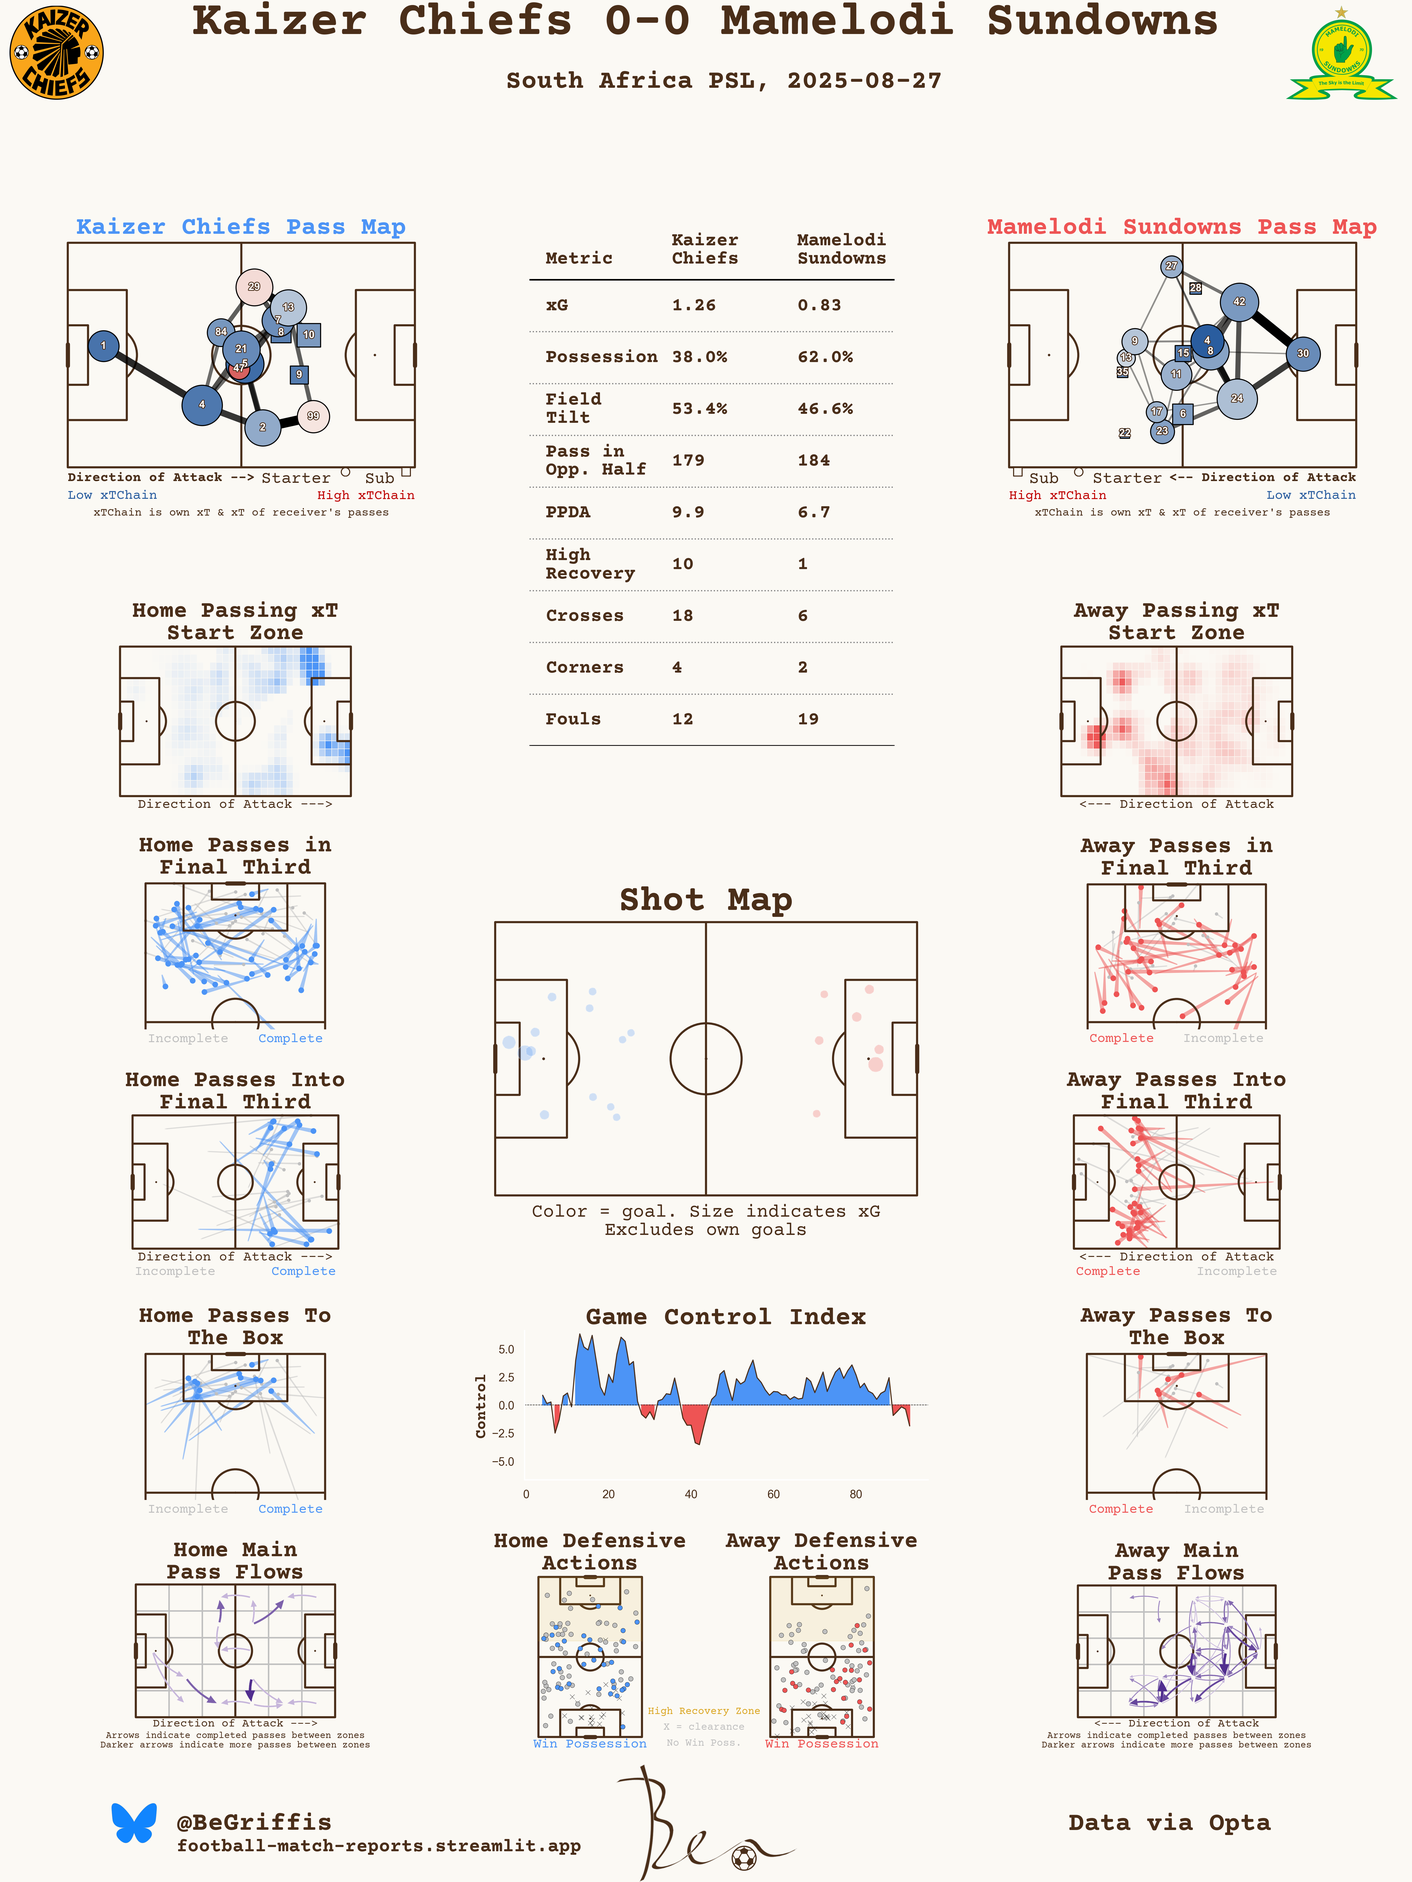 Kaizer Chiefs 0-0 Mamelodi Sundowns
South Africa PSL, 2025-08-27
KAIZER
CHIEFS
MAMELODI
SUNDOWNS
The Sky is the Limit
Kaizer Chiefs Pass Map
29
13
7
8
10
84
21
5
47
1
9
4
2
99
Direction of Attack --> Starter Sub
Low xTChain High xTChain
xTChain is own xT & xT of receiver's passes
Metric Kaizer Chiefs Mamelodi Sundowns
xG 1.26 0.83
Possession 38.0% 62.0%
Field Tilt 53.4% 46.6%
Pass in Opp. Half 179 184
PPDA 9.9 6.7
High Recovery 10 1
Crosses 18 6
Corners 4 2
Fouls 12 19
Mamelodi Sundowns Pass Map
27
28
42
9
4
8
15
30
13
35
11
24
17
6
22
23
Sub Starter <-- Direction of Attack
High xTChain Low xTChain
xTChain is own xT & xT of receiver's passes
Home Passing xT
Start Zone
Direction of Attack --->
Away Passing xT
Start Zone
<--- Direction of Attack
Home Passes in
Final Third
Incomplete Complete
Away Passes in
Final Third
Complete Incomplete
Shot Map
Color = goal. Size indicates xG
Excludes own goals
Home Passes Into
Final Third
Direction of Attack --->
Incomplete Complete
Away Passes Into
Final Third
<--- Direction of Attack
Complete Incomplete
Home Passes To
The Box
Incomplete Complete
Game Control Index
Control
5.0
2.5
0.0
−2.5
−5.0
0 20 40 60 80
Away Passes To
The Box
Complete Incomplete
Home Main
Pass Flows
Direction of Attack --->
Arrows indicate completed passes between zones
Darker arrows indicate more passes between zones
Home Defensive
Actions
Win Possession
High Recovery Zone
X = clearance
No Win Poss.
Away Defensive
Actions
Win Possession
Away Main
Pass Flows
<--- Direction of Attack
Arrows indicate completed passes between zones
Darker arrows indicate more passes between zones
@BeGriffis
football-match-reports.streamlit.app
Ben
Data via Opta